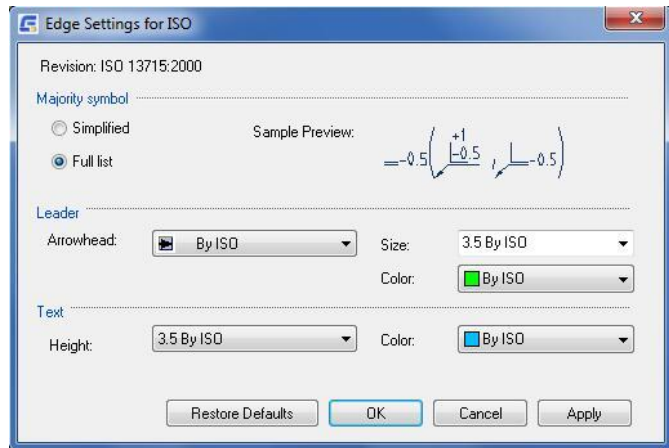 Edge Settings for ISO
Revision: ISO 13715:2000
Majority symbol
Simplified
Sample Preview:
Full list
-0.5 ( +1 -0.5 , -0.5 )
Leader
Arrowhead: By ISO Size: 3.5 By ISO
Color: By ISO
Text
Height: 3.5 By ISO Color: By ISO
Restore Defaults OK Cancel Apply